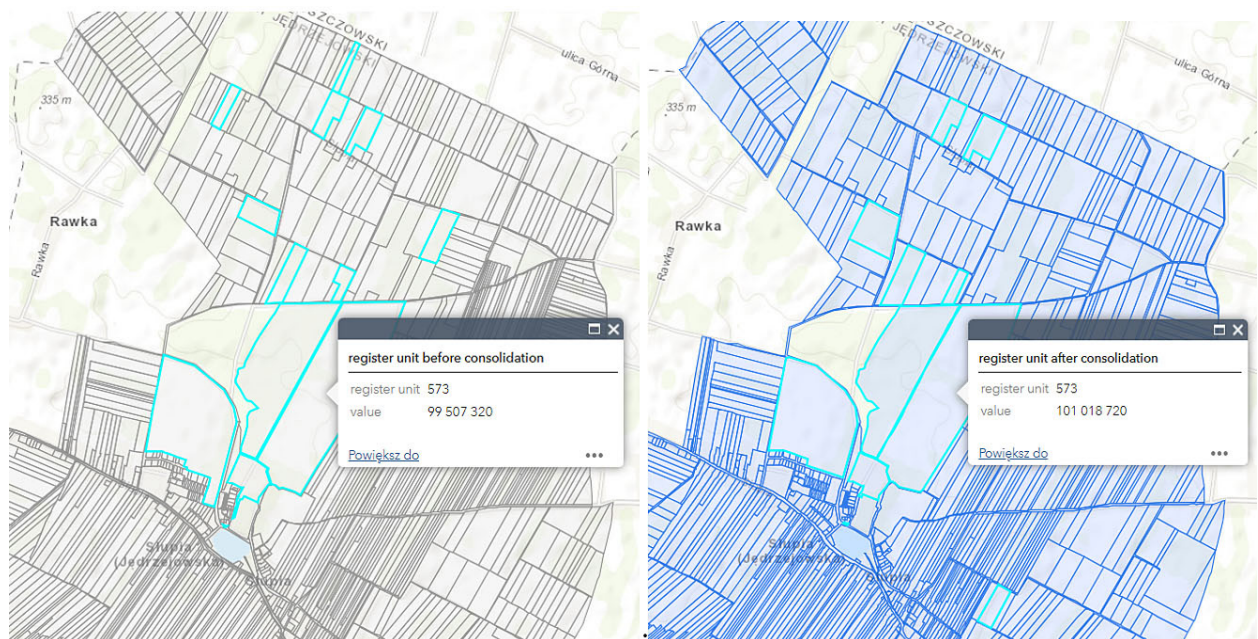 JĘDRZEJOWSKI
ulica Górna
335 m
Rawka
Rawka
register unit before consolidation
register unit 573
value 99 507 320
Powiększ do
Słupia
(Jędrzejowska)
Słupia
JĘDRZEJOWSKI
ulica Górna
335 m
Rawka
Rawka
register unit after consolidation
register unit 573
value 101 018 720
Powiększ do
Słupia
(Jędrzejowska)
Słupia